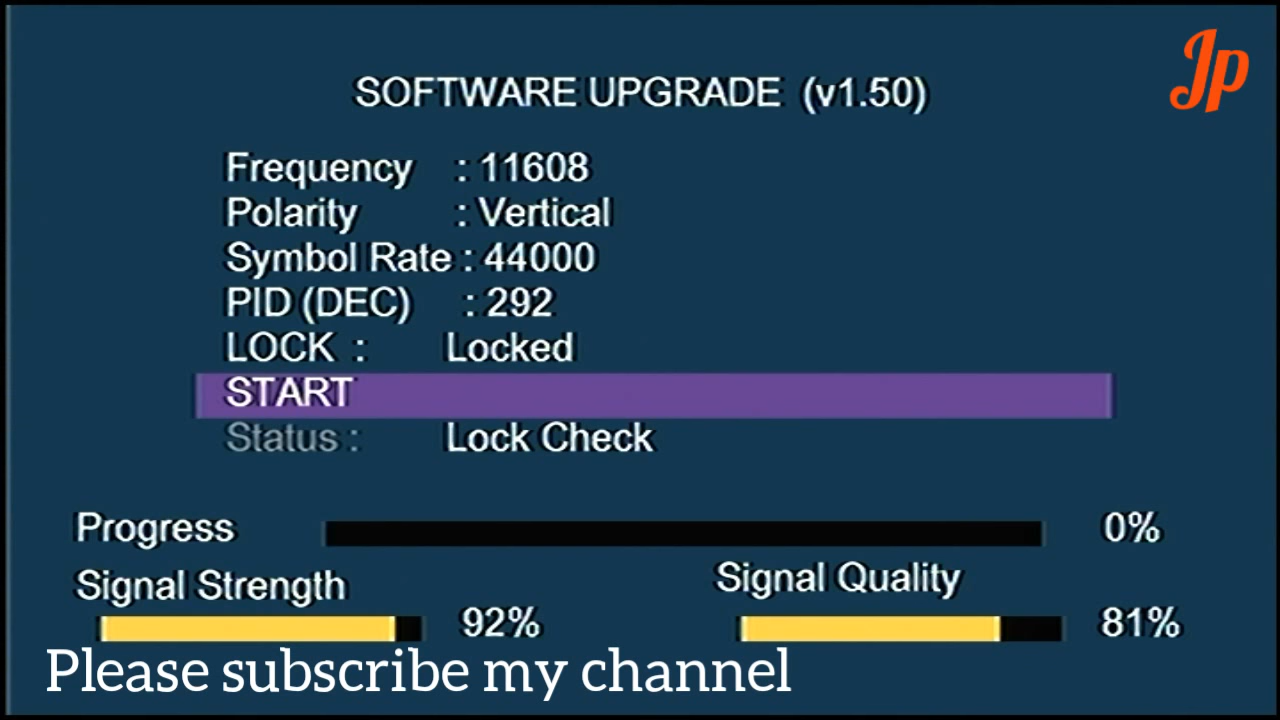 Jp
SOFTWARE UPGRADE (v1.50)
Frequency : 11608
Polarity : Vertical
Symbol Rate : 44000
PID (DEC) : 292
LOCK : Locked
START
Status : Lock Check
Progress 0%
Signal Strength Signal Quality
92% 81%
Please subscribe my channel